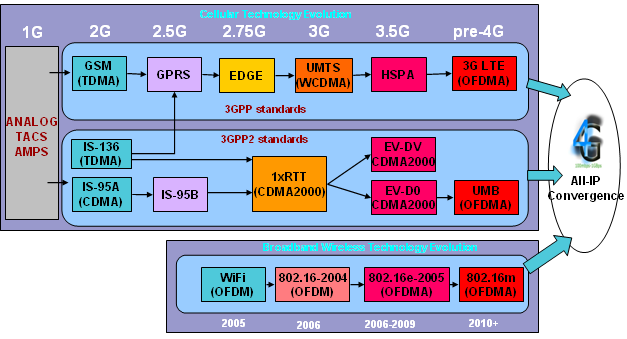 Cellular Technology Evolution
1G 2G 2.5G 2.75G 3G 3.5G pre-4G
GSM
(TDMA)
GPRS
EDGE
UMTS
(WCDMA)
HSPA
3G LTE
(OFDMA)
3GPP standards
ANALOG
TACS
AMPS
3GPP2 standards
IS-136
(TDMA)
IS-95A
(CDMA)
IS-95B
1xRTT
(CDMA2000)
EV-DV
CDMA2000
EV-D0
CDMA2000
UMB
(OFDMA)
4G
All-IP
Convergence
Broadband Wireless Technology Evolution
WiFi
(OFDM)
802.16-2004
(OFDM)
802.16e-2005
(OFDMA)
802.16m
(OFDMA)
2005 2006 2006-2009 2010+